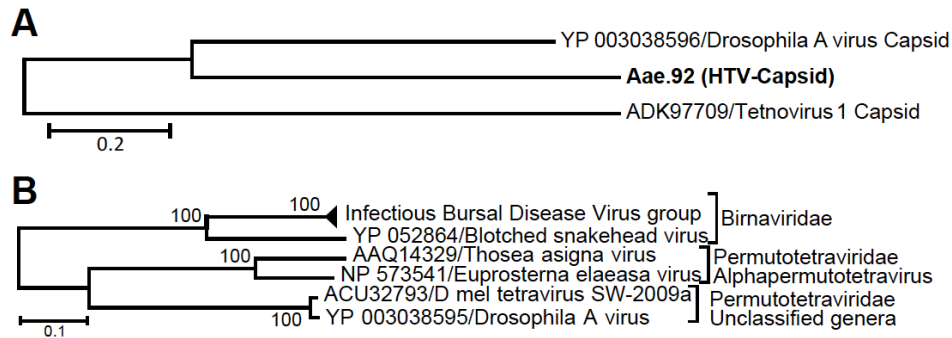 A
YP 003038596/Drosophila A virus Capsid
Aae.92 (HTV-Capsid)
ADK97709/Tetnovirus 1 Capsid
0.2
B
100
100
Infectious Bursal Disease Virus group
Birnaviridae
YP 052864/Blotched snakehead virus
100
AAQ14329/Thosea asigna virus
Permutotetraviridae
NP 573541/Euprosterna elaeasa virus
Alphapermutotetravirus
ACU32793/D mel tetravirus SW-2009a
Permutotetraviridae
100
YP 003038595/Drosophila A virus
Unclassified genera
0.1